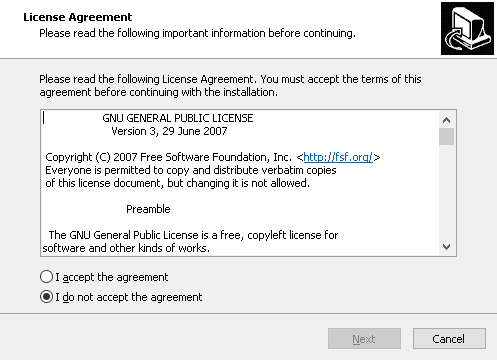 License Agreement
Please read the following important information before continuing.
Please read the following License Agreement. You must accept the terms of this
agreement before continuing with the installation.
GNU GENERAL PUBLIC LICENSE
Version 3, 29 June 2007
Copyright (C) 2007 Free Software Foundation, Inc. <http://fsf.org/>
Everyone is permitted to copy and distribute verbatim copies
of this license document, but changing it is not allowed.
Preamble
The GNU General Public License is a free, copyleft license for
software and other kinds of works.
I accept the agreement
I do not accept the agreement
Next
Cancel